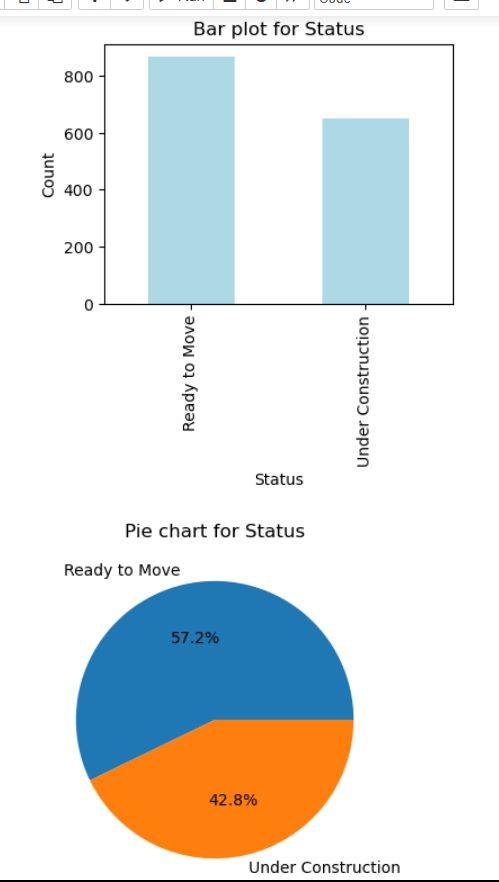 Bar plot for Status
800
600
400
200
0
Count
Ready to Move
Under Construction
Status
Pie chart for Status
Ready to Move
57.2%
42.8%
Under Construction